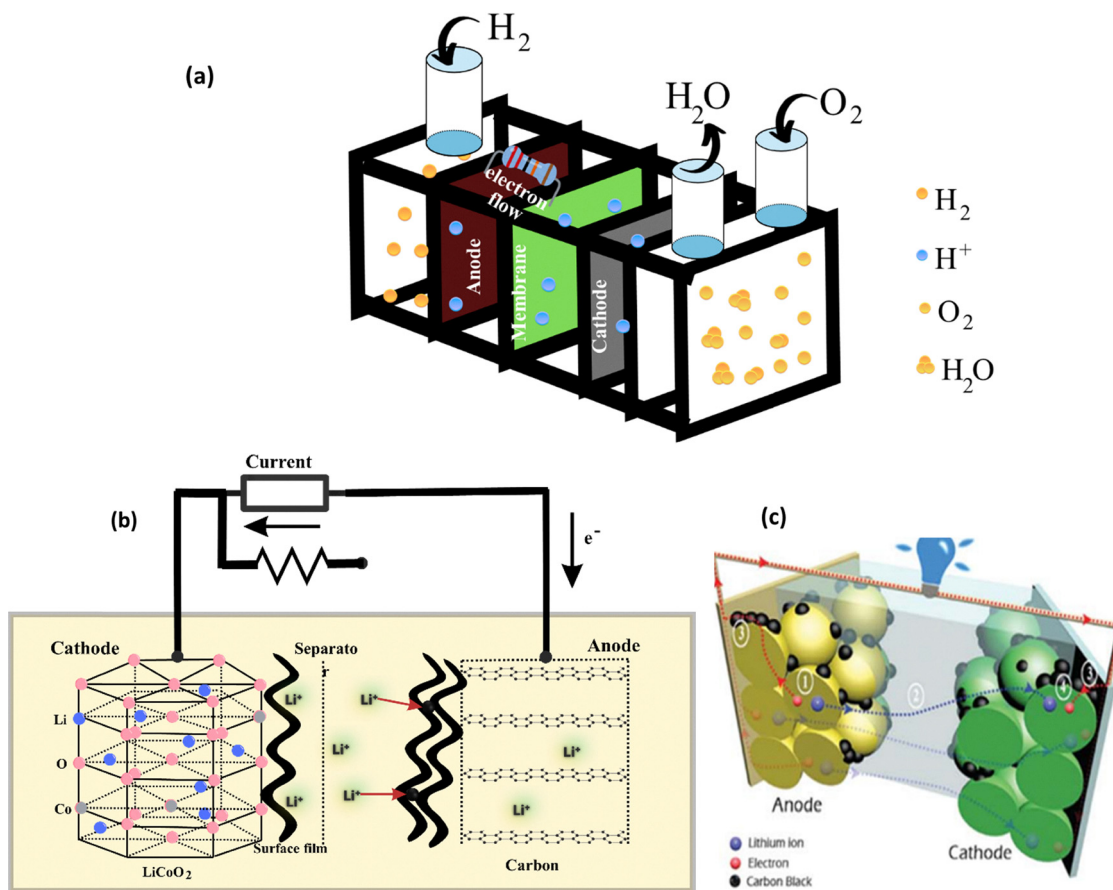 (a)
H₂
H₂O
O₂
electron
flow
Anode
Membrane
Cathode
H₂
H⁺
O₂
H₂O
(b)
Current
e⁻
Cathode
Separato
r
Anode
Li⁺
Li⁺
Li⁺
Li⁺
Li⁺
Li⁺
Li⁺
Li
O
Co
Surface film
LiCoO₂
Carbon
(c)
3
1
2
4
3
Anode
Cathode
Lithium ion
Electron
Carbon Black